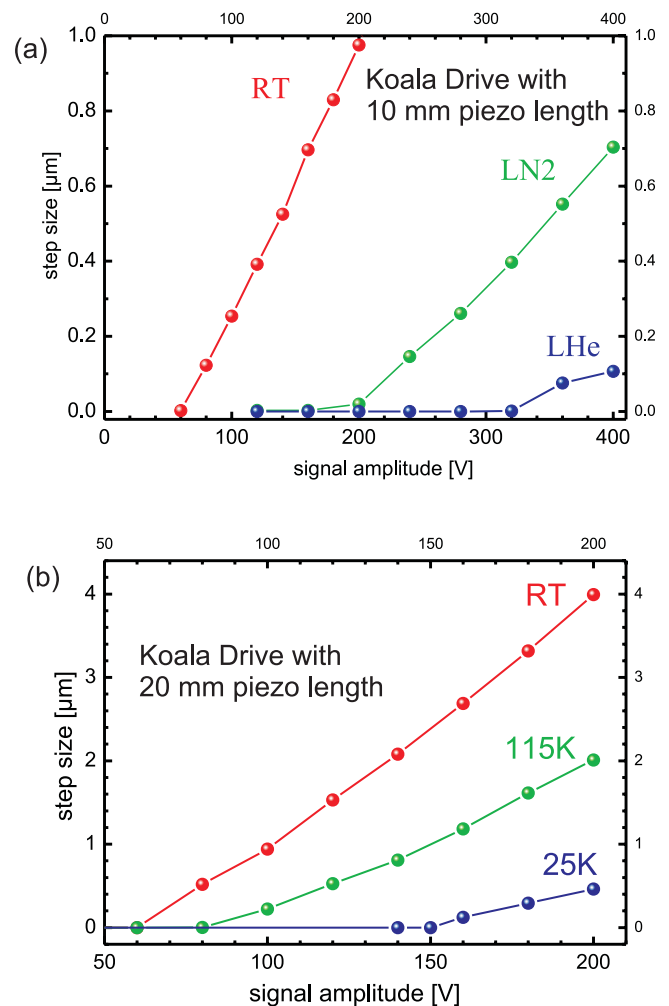 (a)
0 100 200 300 400
1.0 1.0
RT
Koala Drive with
10 mm piezo length
0.8 0.8
LN2
0.6 0.6
step size [µm]
0.4 0.4
LHe
0.2 0.2
0.0 0.0
0 100 200 300 400
signal amplitude [V]
(b)
50 100 150 200
4 4
RT
Koala Drive with
20 mm piezo length
3 3
step size [µm]
115K
2 2
25K
1 1
0 0
50 100 150 200
signal amplitude [V]